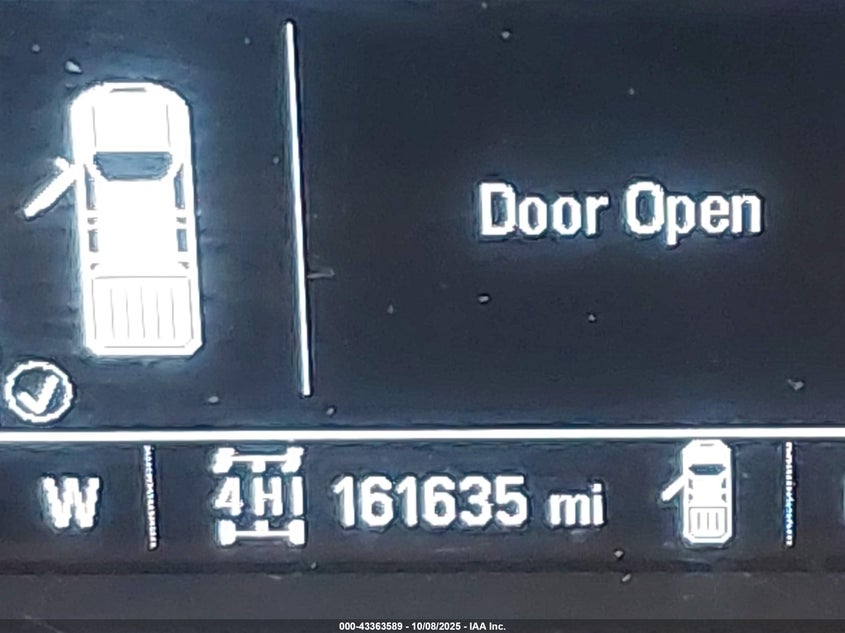 Door Open
W 4HI 161635 mi
000-43363589 - 10/08/2025 - IAA Inc.